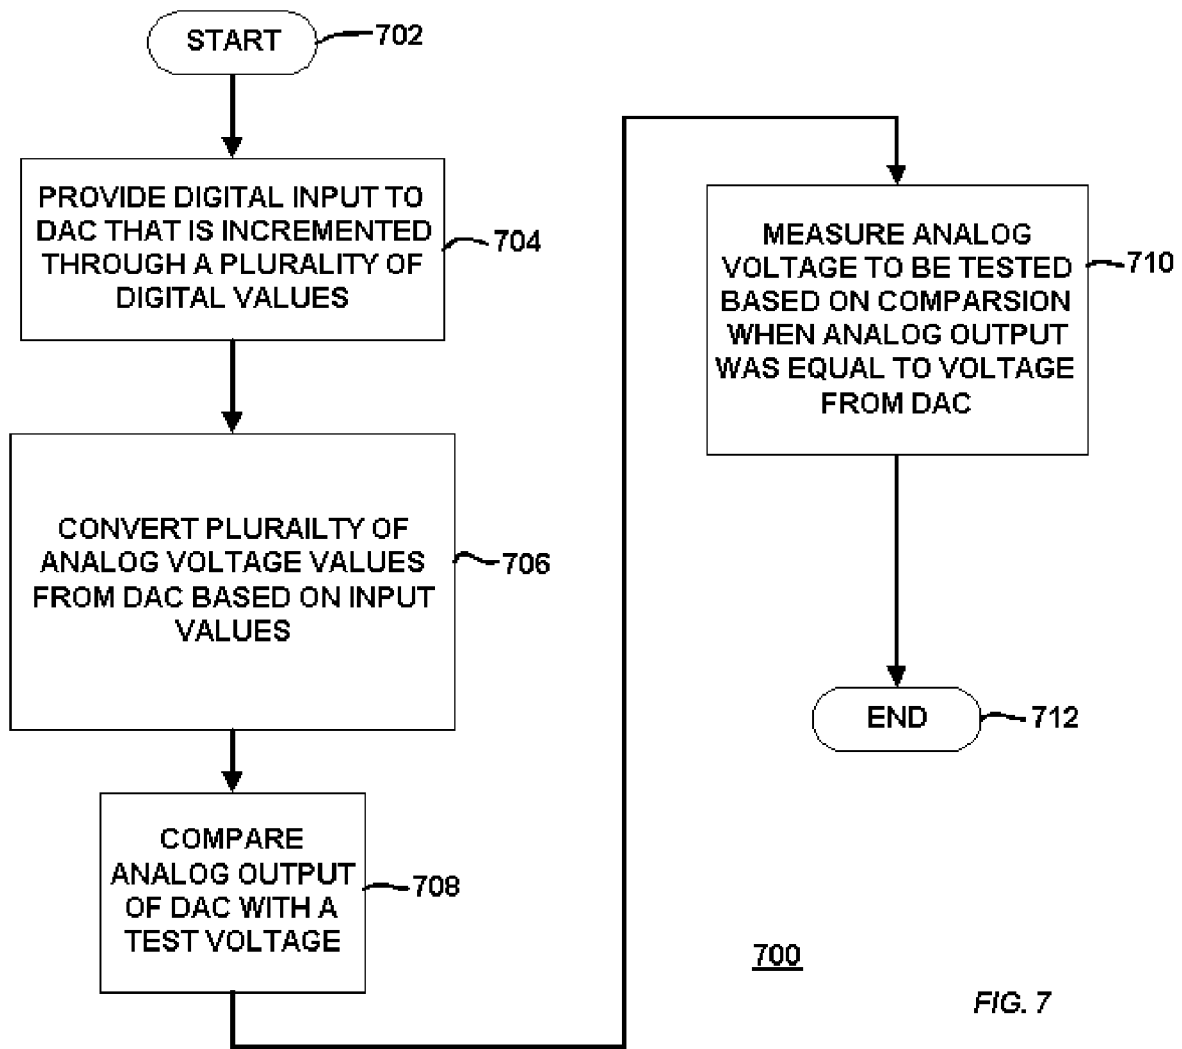 START
702
PROVIDE DIGITAL INPUT TO
DAC THAT IS INCREMENTED
THROUGH A PLURALITY OF
DIGITAL VALUES
704
CONVERT PLURAILTY OF
ANALOG VOLTAGE VALUES
FROM DAC BASED ON INPUT
VALUES
706
COMPARE
ANALOG OUTPUT
OF DAC WITH A
TEST VOLTAGE
708
MEASURE ANALOG
VOLTAGE TO BE TESTED
BASED ON COMPARSION
WHEN ANALOG OUTPUT
WAS EQUAL TO VOLTAGE
FROM DAC
710
END
712
700
FIG. 7